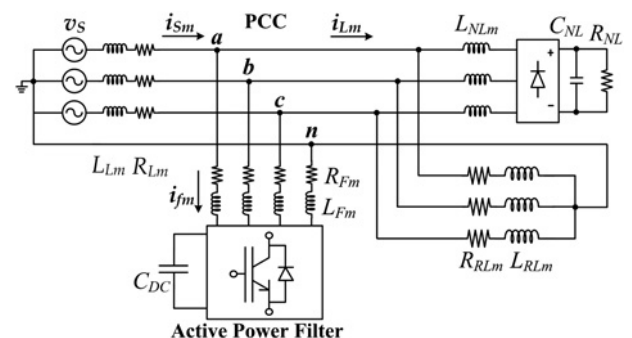 v_S
i_Sm
PCC
i_Lm
L_NLm
C_NL
R_NL
a
b
c
n
+
-
L_Lm R_Lm
i_fm
R_Fm
L_Fm
R_RLm L_RLm
C_DC
Active Power Filter